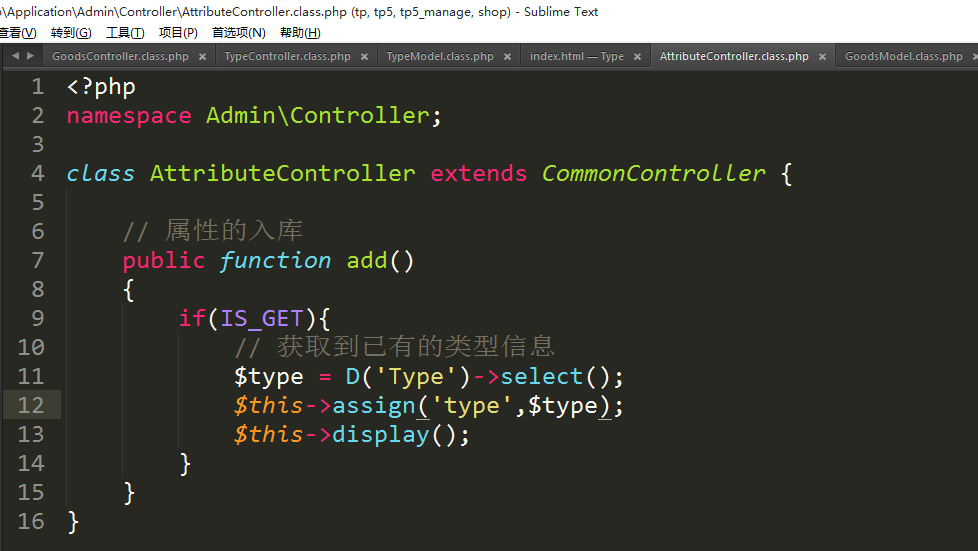 \Application\Admin\Controller\AttributeController.class.php (tp, tp5, tp5_manage, shop) - Sublime Text
查看(V) 转到(G) 工具(T) 项目(P) 首选项(N) 帮助(H)
GoodsController.class.php × TypeController.class.php × TypeModel.class.php × index.html — Type × AttributeController.class.php × GoodsModel.class.php ×
1 <?php
2 namespace Admin\Controller;
3
4 class AttributeController extends CommonController {
5
6 // 属性的入库
7 public function add()
8 {
9 if(IS_GET){
10 // 获取到已有的类型信息
11 $type = D('Type')->select();
12 $this->assign('type',$type);
13 $this->display();
14 }
15 }
16 }